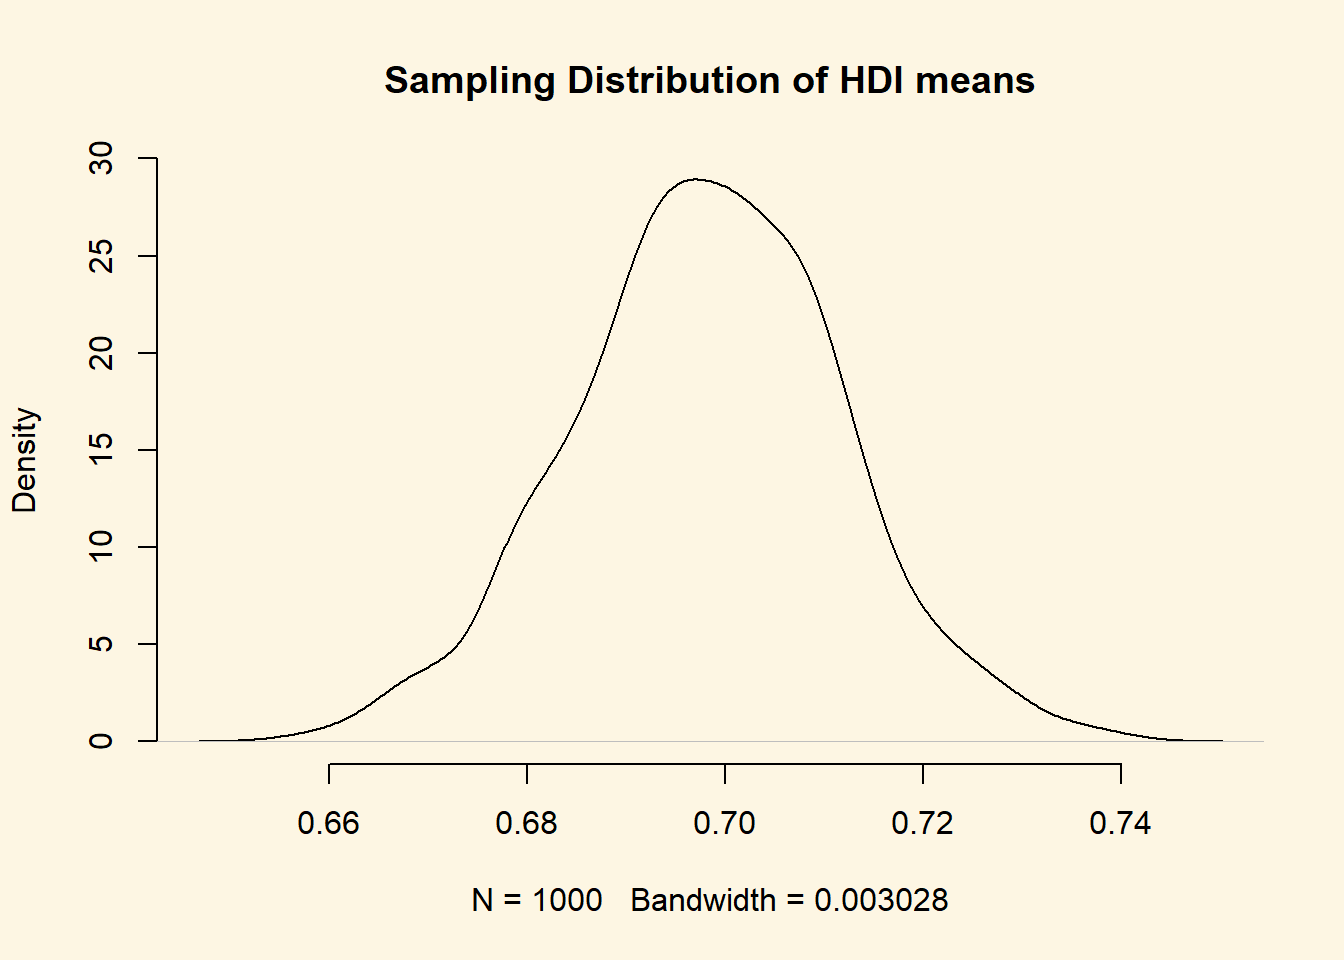 Sampling Distribution of HDI means
Density
30
25
20
15
10
5
0
0.66 0.68 0.70 0.72 0.74
N = 1000 Bandwidth = 0.003028